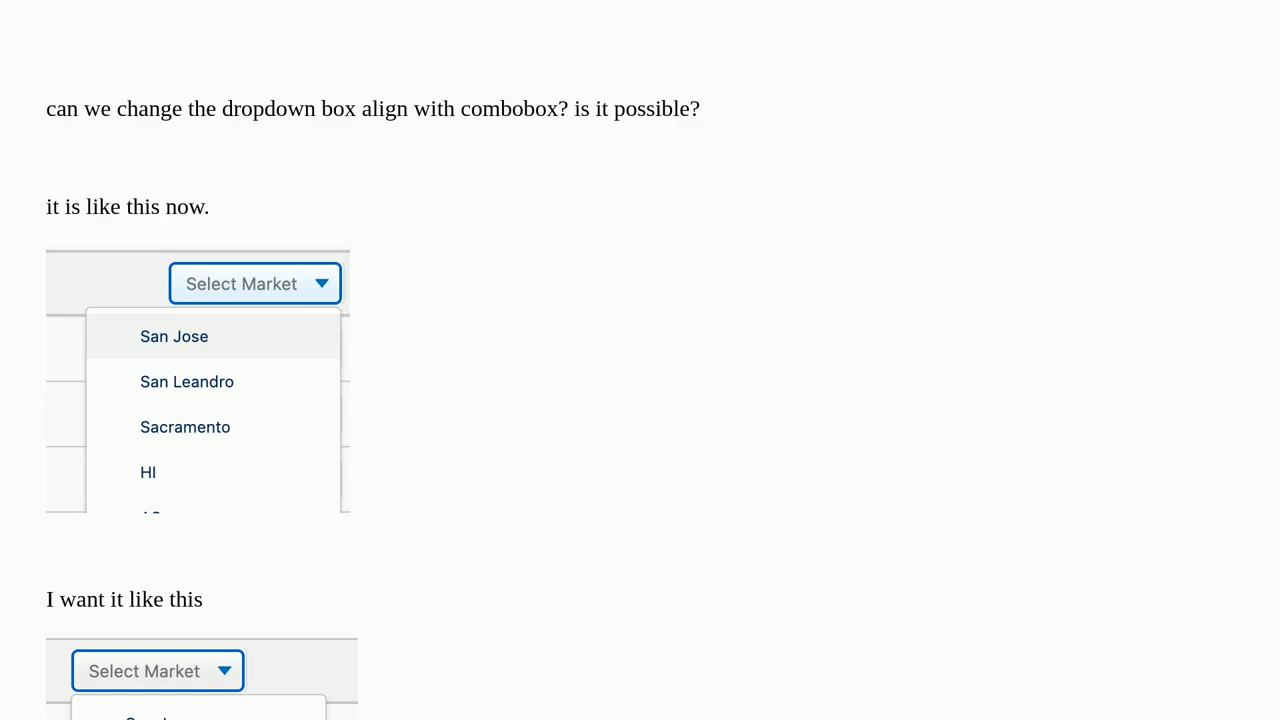 can we change the dropdown box align with combobox? is it possible?
it is like this now.
Select Market
San Jose
San Leandro
Sacramento
HI
I want it like this
Select Market